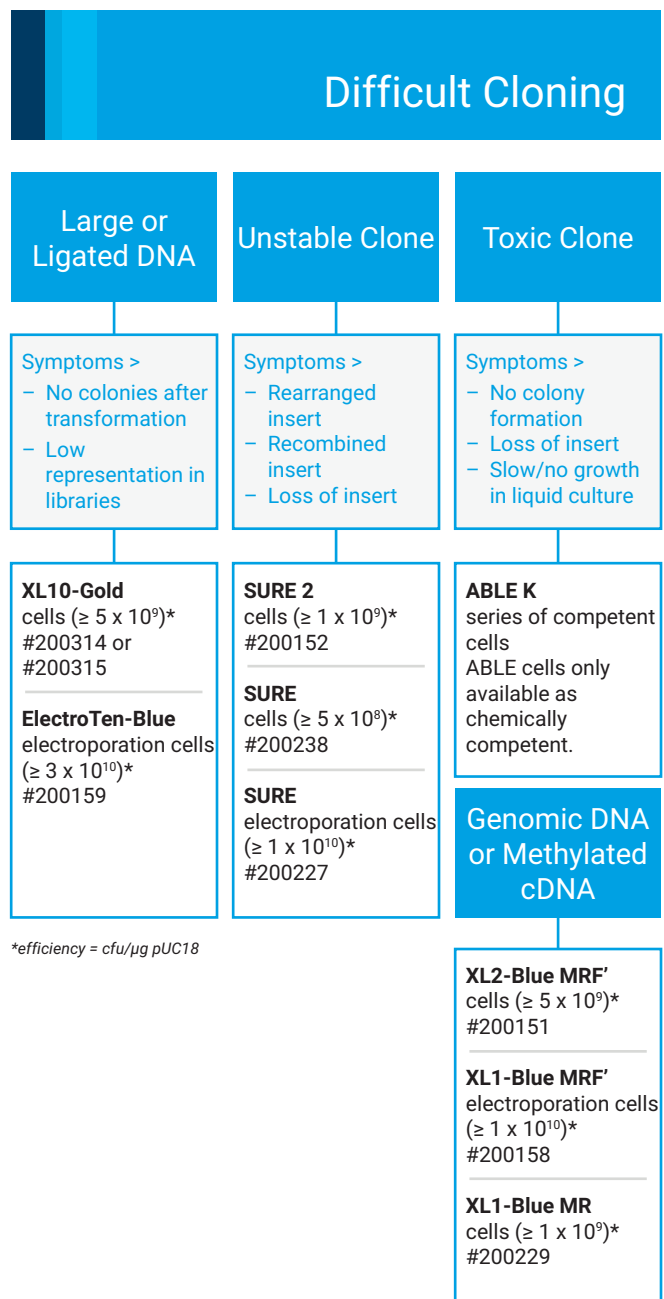 Difficult Cloning
Large or
Ligated DNA
Symptoms >
– No colonies after
transformation
– Low
representation in
libraries
XL10-Gold
cells (≥ 5 x 10⁹)*
#200314 or
#200315
ElectroTen-Blue
electroporation cells
(≥ 3 x 10¹⁰)*
#200159
*efficiency = cfu/µg pUC18
Unstable Clone
Symptoms >
– Rearranged
insert
– Recombined
insert
– Loss of insert
SURE 2
cells (≥ 1 x 10⁹)*
#200152
SURE
cells (≥ 5 x 10⁸)*
#200238
SURE
electroporation cells
(≥ 1 x 10¹⁰)*
#200227
Toxic Clone
Symptoms >
– No colony
formation
– Loss of insert
– Slow/no growth
in liquid culture
ABLE K
series of competent
cells
ABLE cells only
available as
chemically
competent.
Genomic DNA
or Methylated
cDNA
XL2-Blue MRF’
cells (≥ 5 x 10⁹)*
#200151
XL1-Blue MRF’
electroporation cells
(≥ 1 x 10¹⁰)*
#200158
XL1-Blue MR
cells (≥ 1 x 10⁹)*
#200229